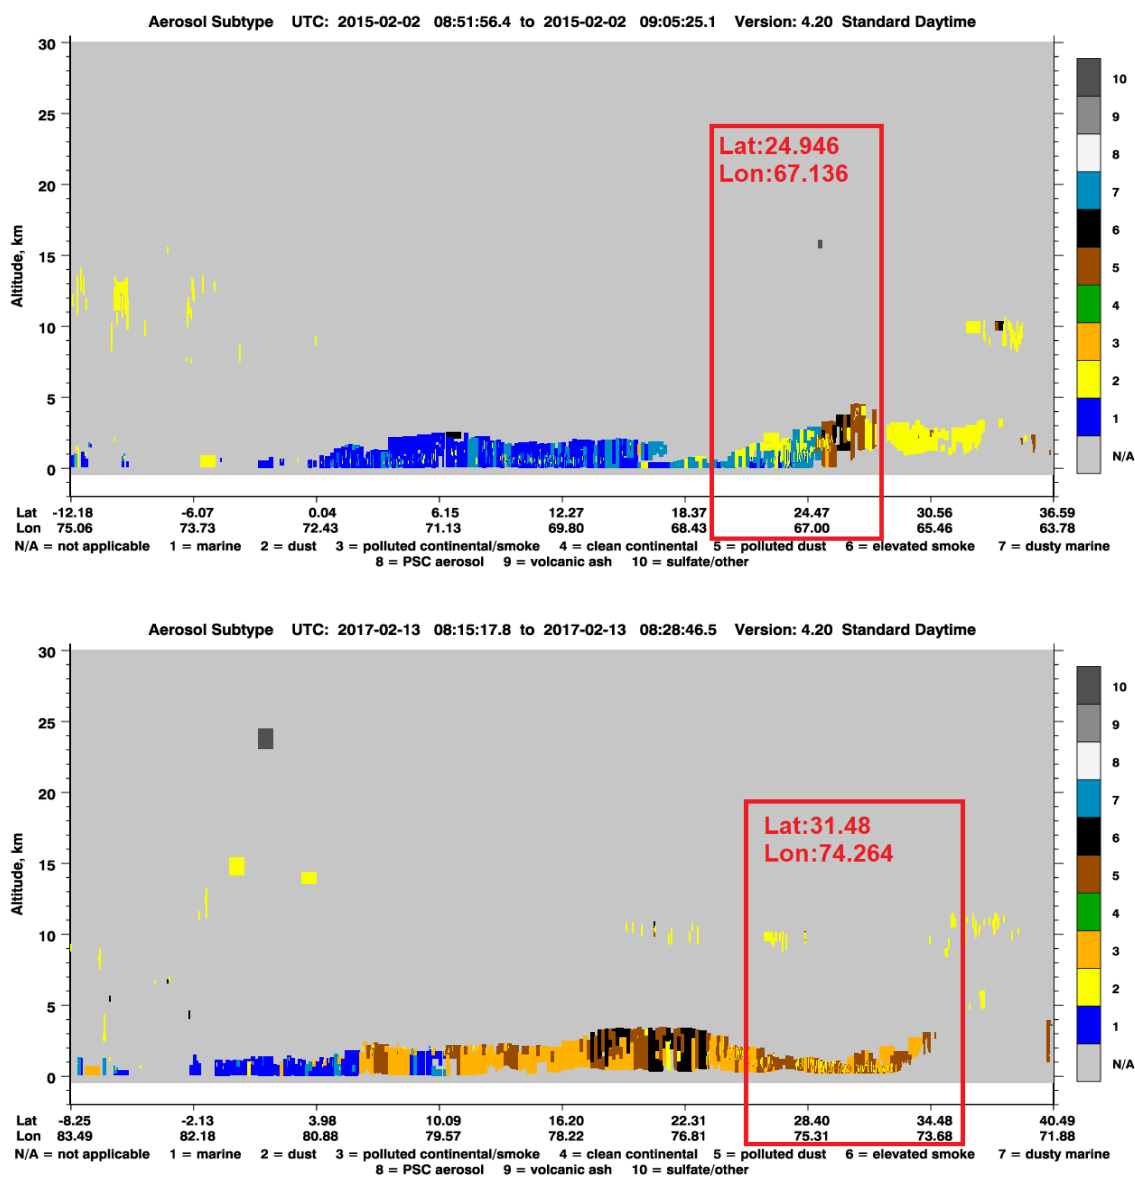 Aerosol Subtype UTC: 2015-02-02 08:51:56.4 to 2015-02-02 09:05:25.1 Version: 4.20 Standard Daytime
30
25
20
15
10
5
0
Altitude, km
Lat:24.946
Lon:67.136
10
9
8
7
6
5
4
3
2
1
N/A
Lat -12.18 -6.07 0.04 6.15 12.27 18.37 24.47 30.56 36.59
Lon 75.06 73.73 72.43 71.13 69.80 68.43 67.00 65.46 63.78
N/A = not applicable 1 = marine 2 = dust 3 = polluted continental/smoke 4 = clean continental 5 = polluted dust 6 = elevated smoke 7 = dusty marine
8 = PSC aerosol 9 = volcanic ash 10 = sulfate/other
Aerosol Subtype UTC: 2017-02-13 08:15:17.8 to 2017-02-13 08:28:46.5 Version: 4.20 Standard Daytime
30
25
20
15
10
5
0
Altitude, km
Lat:31.48
Lon:74.264
10
9
8
7
6
5
4
3
2
1
N/A
Lat -8.25 -2.13 3.98 10.09 16.20 22.31 28.40 34.48 40.49
Lon 83.49 82.18 80.88 79.57 78.22 76.81 75.31 73.68 71.88
N/A = not applicable 1 = marine 2 = dust 3 = polluted continental/smoke 4 = clean continental 5 = polluted dust 6 = elevated smoke 7 = dusty marine
8 = PSC aerosol 9 = volcanic ash 10 = sulfate/other